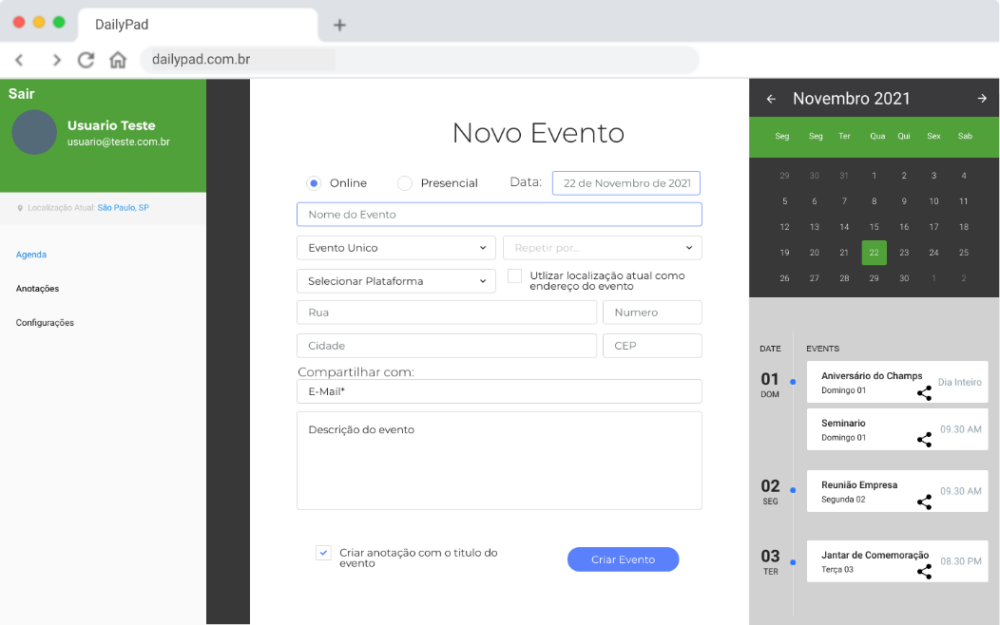 DailyPad
dailypad.com.br
Sair
Usuario Teste
usuario@teste.com.br
Localização Atual: São Paulo, SP
Agenda
Anotações
Configurações
Novo Evento
Online Presencial Data: 22 de Novembro de 2021
Nome do Evento
Evento Unico Repetir por...
Selecionar Plataforma
Utlizar localização atual como
endereço do evento
Rua Numero
Cidade CEP
Compartilhar com:
E-Mail*
Descrição do evento
Criar anotação com o titulo do
evento
Criar Evento
Novembro 2021
Seg Seg Ter Qua Qui Sex Sab
29 30 31 1 2 3 4
5 6 7 8 9 10 11
12 13 14 15 16 17 18
19 20 21 22 23 24 25
26 27 28 29 30 1 2
DATE EVENTS
01
DOM
Aniversário do Champs
Domingo 01
Dia Inteiro
Seminario
Domingo 01
09.30 AM
02
SEG
Reunião Empresa
Segunda 02
09.30 AM
03
TER
Jantar de Comemoração
Terça 03
08.30 PM